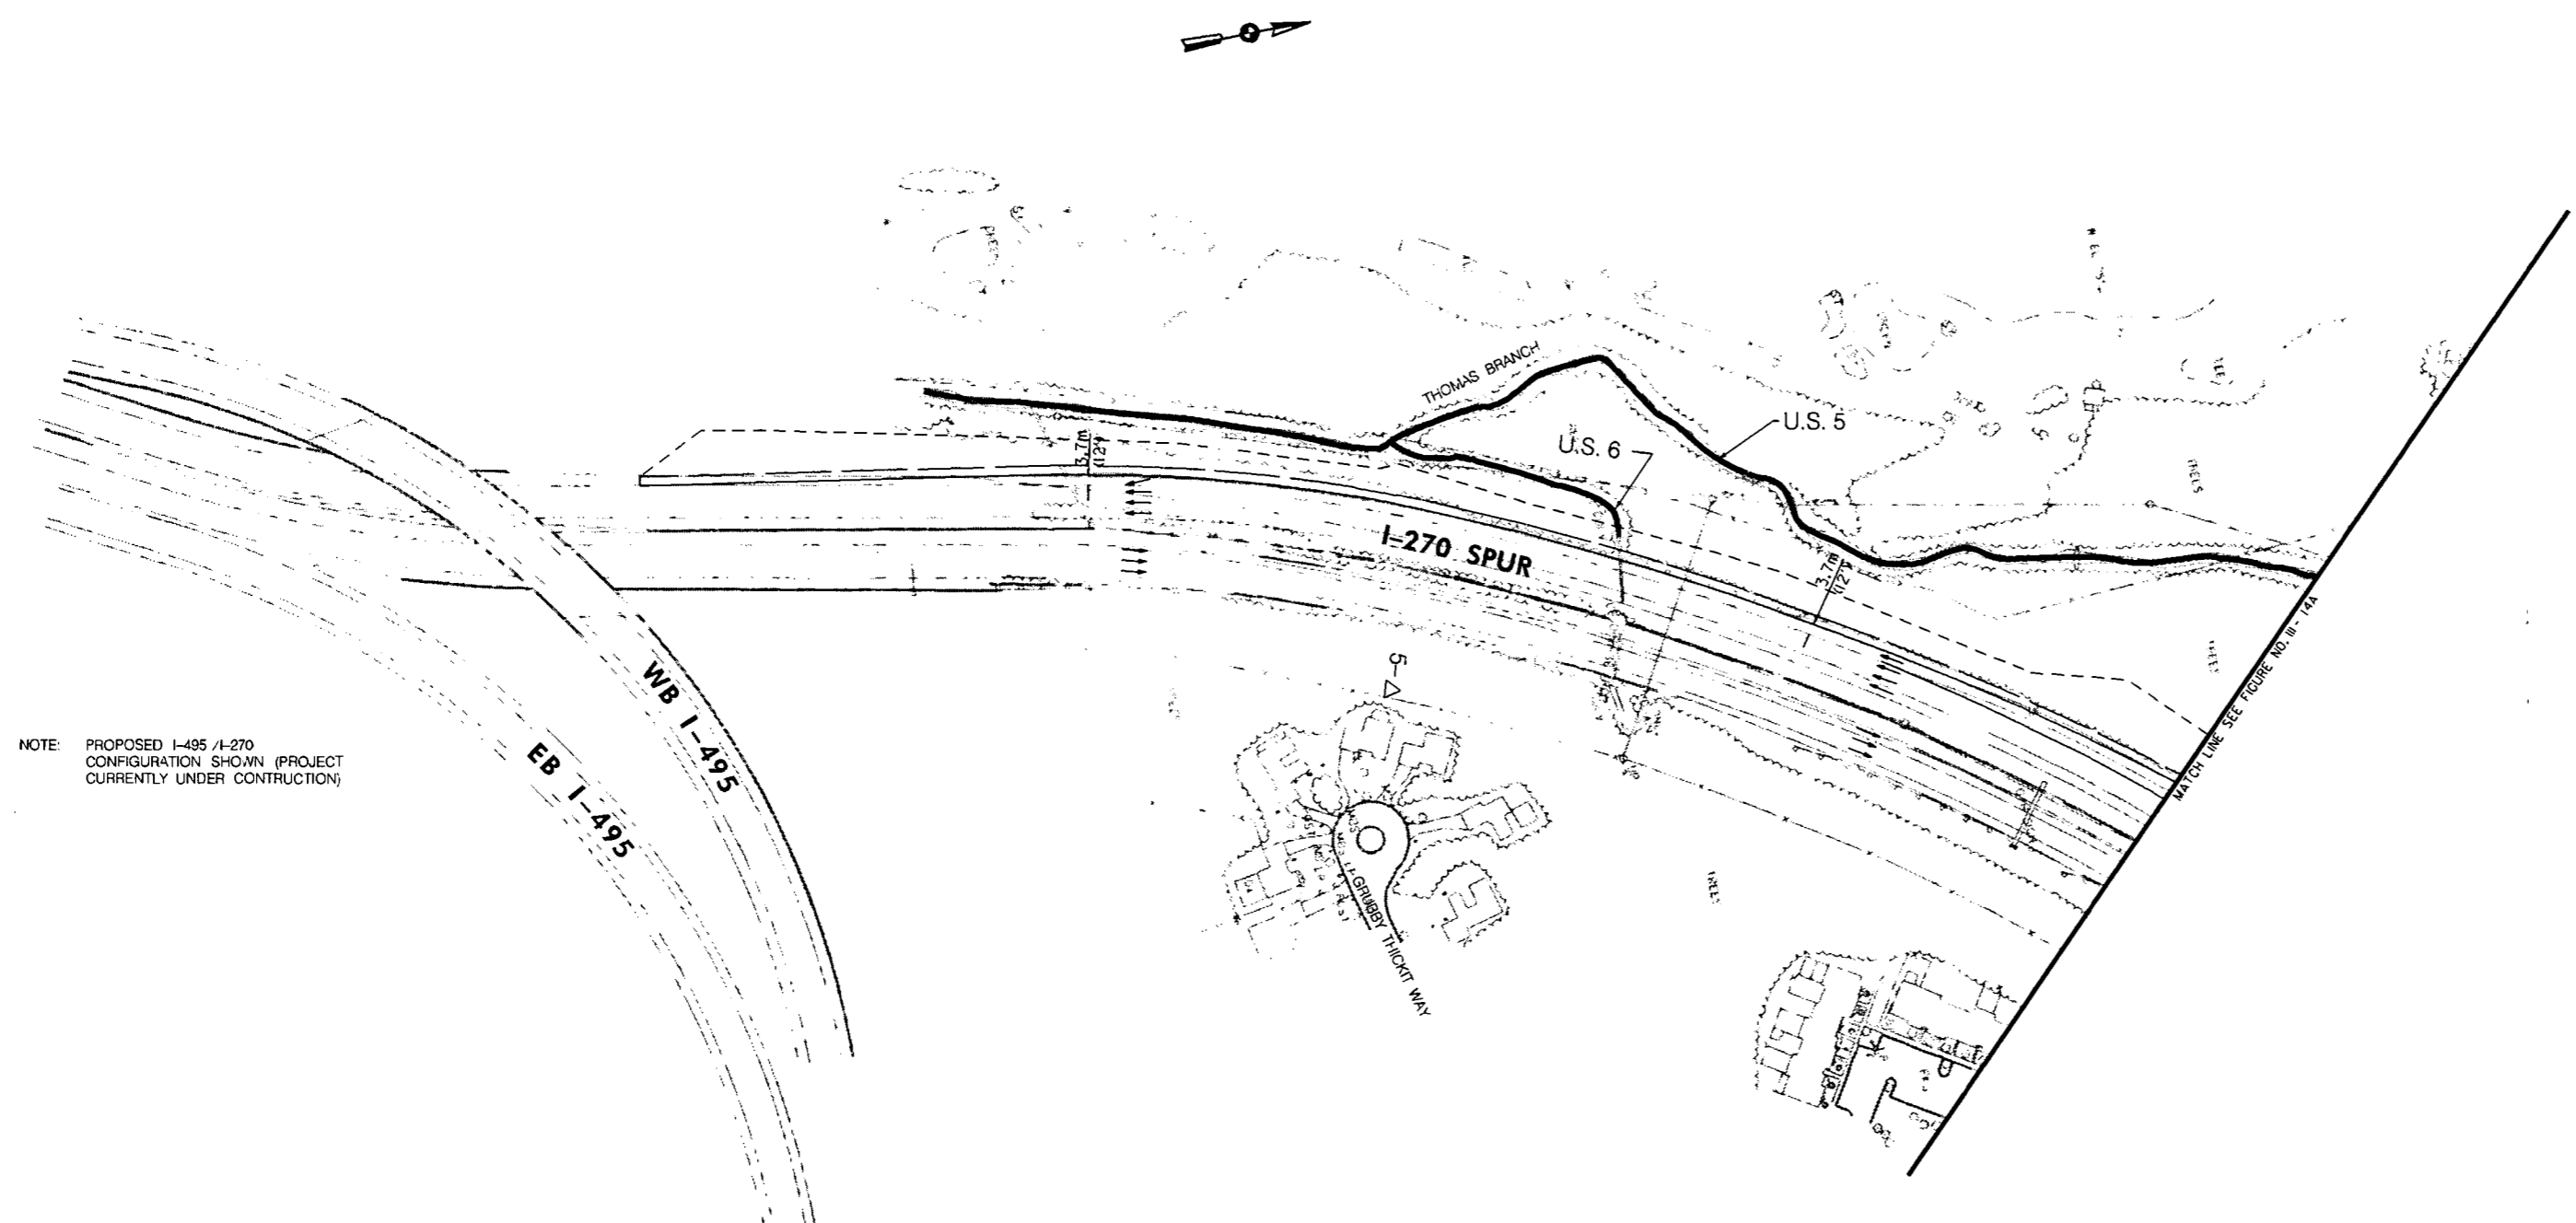 THOMAS BRANCH
U.S. 5
U.S. 6
3.7m
(12')
I-270 SPUR
3.7m
(12')
TREES
5
WB I-495
EB I-495
NOTE: PROPOSED I-495 /I-270
CONFIGURATION SHOWN (PROJECT
CURRENTLY UNDER CONTRUCTION)
GRUBBY THICKIT WAY
TREES
MATCH LINE SEE FIGURE NO. III - 14A